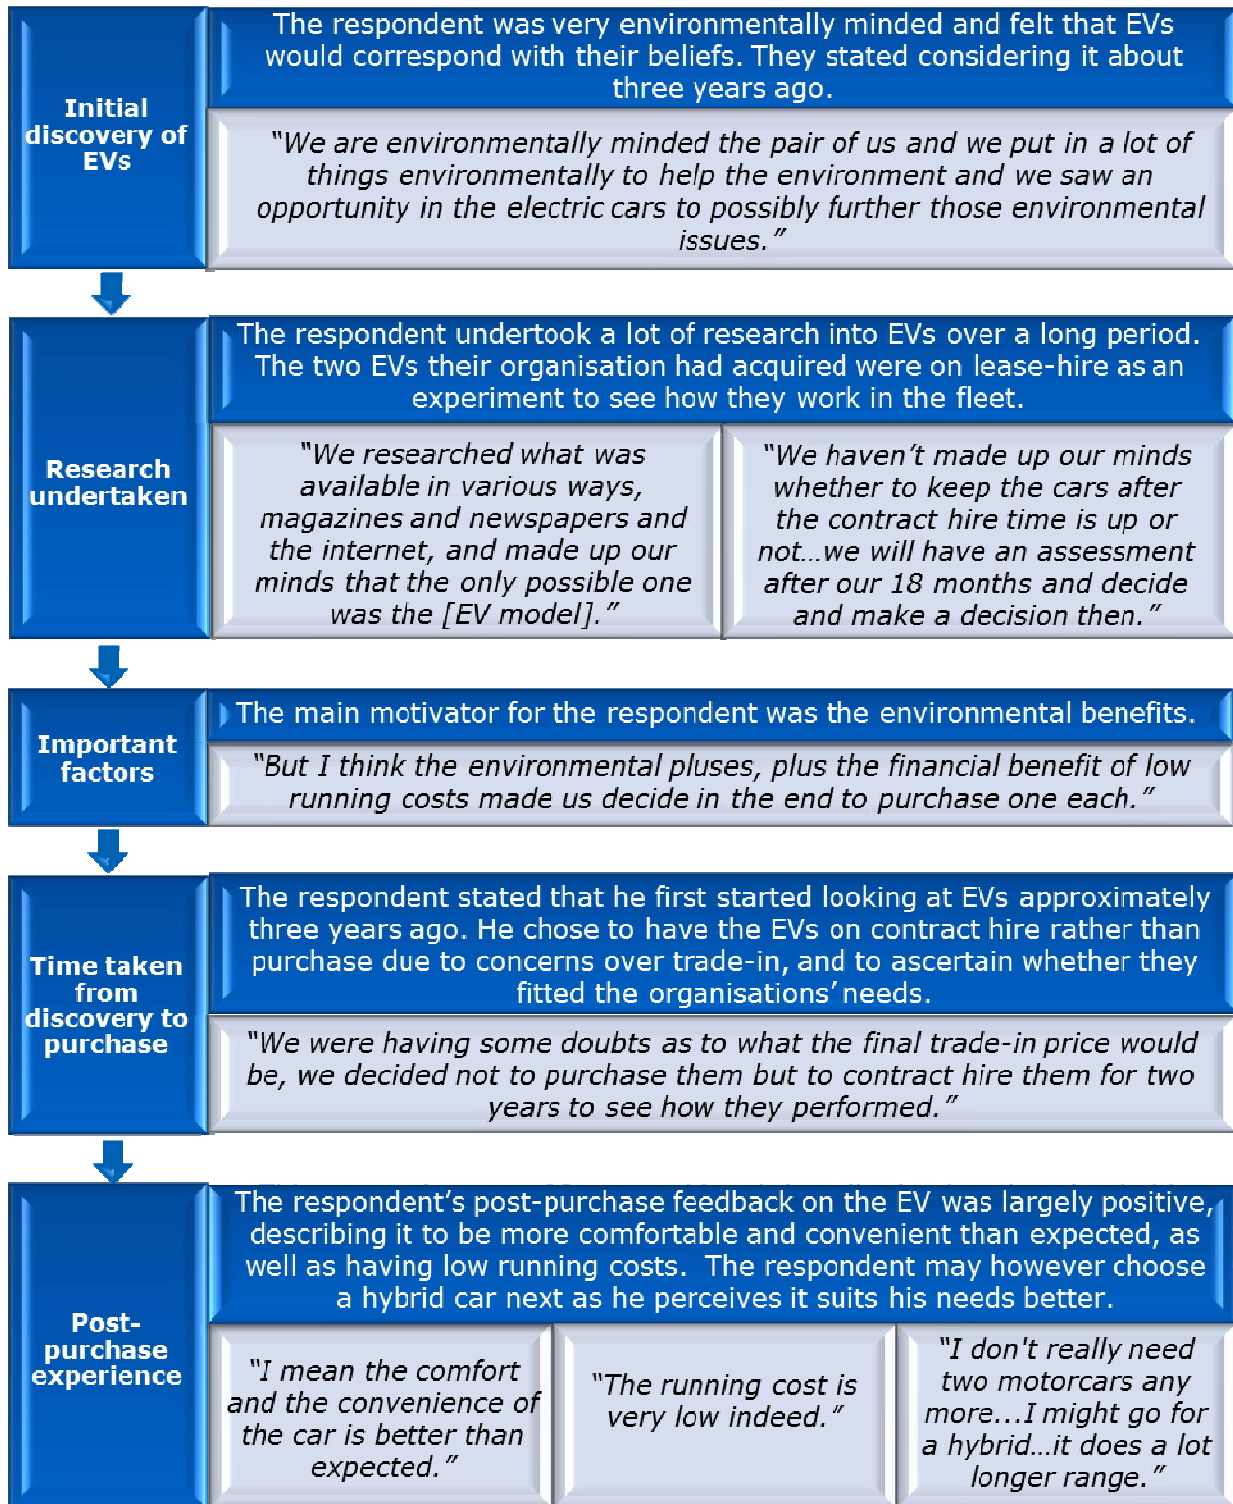 Initial
discovery of
EVs
The respondent was very environmentally minded and felt that EVs
would correspond with their beliefs. They stated considering it about
three years ago.
“We are environmentally minded the pair of us and we put in a lot of
things environmentally to help the environment and we saw an
opportunity in the electric cars to possibly further those environmental
issues.”
Research
undertaken
The respondent undertook a lot of research into EVs over a long period.
The two EVs their organisation had acquired were on lease-hire as an
experiment to see how they work in the fleet.
“We researched what was
available in various ways,
magazines and newspapers and
the internet, and made up our
minds that the only possible one
was the [EV model].”
“We haven’t made up our minds
whether to keep the cars after
the contract hire time is up or
not…we will have an assessment
after our 18 months and decide
and make a decision then.”
Important
factors
The main motivator for the respondent was the environmental benefits.
“But I think the environmental pluses, plus the financial benefit of low
running costs made us decide in the end to purchase one each.”
Time taken
from
discovery to
purchase
The respondent stated that he first started looking at EVs approximately
three years ago. He chose to have the EVs on contract hire rather than
purchase due to concerns over trade-in, and to ascertain whether they
fitted the organisations’ needs.
“We were having some doubts as to what the final trade-in price would
be, we decided not to purchase them but to contract hire them for two
years to see how they performed.”
Post-
purchase
experience
The respondent’s post-purchase feedback on the EV was largely positive,
describing it to be more comfortable and convenient than expected, as
well as having low running costs.  The respondent may however choose
a hybrid car next as he perceives it suits his needs better.
“I mean the comfort
and the convenience of
the car is better than
expected.”
“The running cost is
very low indeed.”
“I don't really need
two motorcars any
more...I might go for
a hybrid…it does a lot
longer range.”